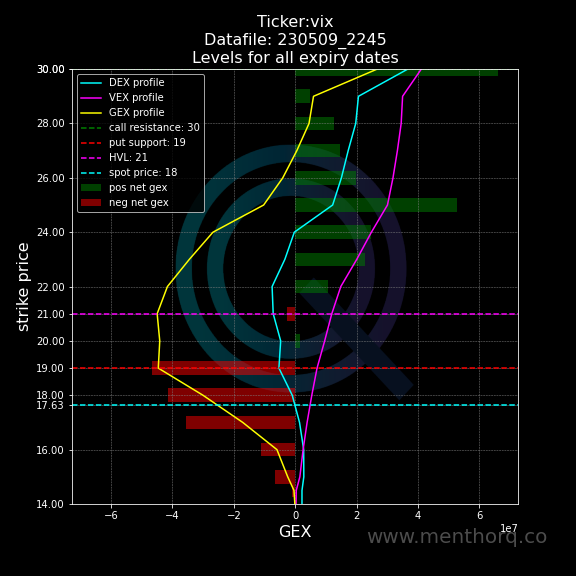 Ticker:vix
Datafile: 230509_2245
Levels for all expiry dates
30.00
28.00
26.00
24.00
22.00
21.00
20.00
19.00
18.00
17.63
16.00
14.00
strike price
DEX profile
VEX profile
GEX profile
call resistance: 30
put support: 19
HVL: 21
spot price: 18
pos net gex
neg net gex
−6 −4 −2 0 2 4 6
1e7
GEX
www.menthorq.co